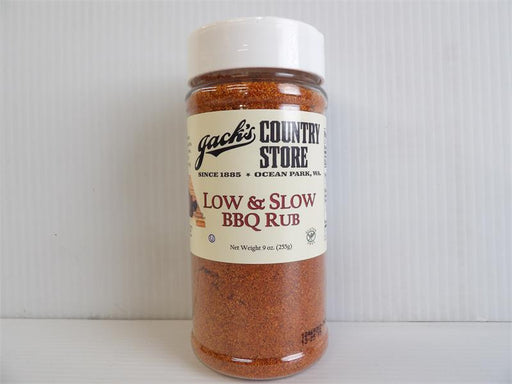 Jack's COUNTRY
STORE
SINCE 1885 * OCEAN PARK, WA.
LOW & SLOW
BBQ RUB
Net Weight 9 oz. (255g)